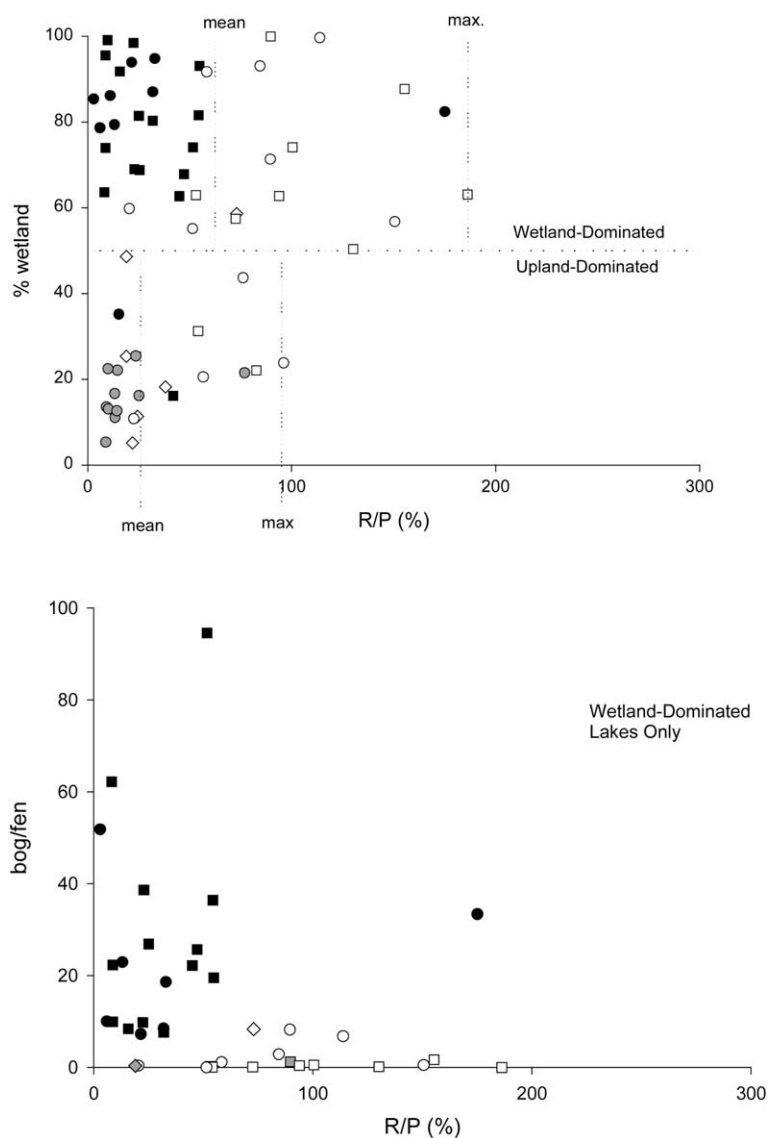 mean
max.
100
80
60
40
20
0
% wetland
Wetland-Dominated
Upland-Dominated
0
100
200
300
mean
max
R/P (%)
100
80
60
40
20
0
bog/fen
Wetland-Dominated
Lakes Only
0
100
200
300
R/P (%)